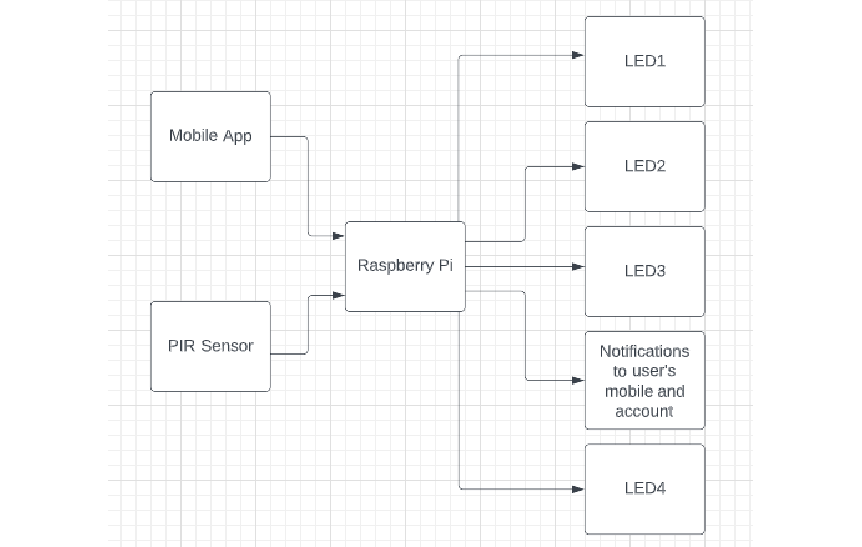 LED1
Mobile App
LED2
Raspberry Pi
LED3
PIR Sensor
Notifications
to user's
mobile and
account
LED4